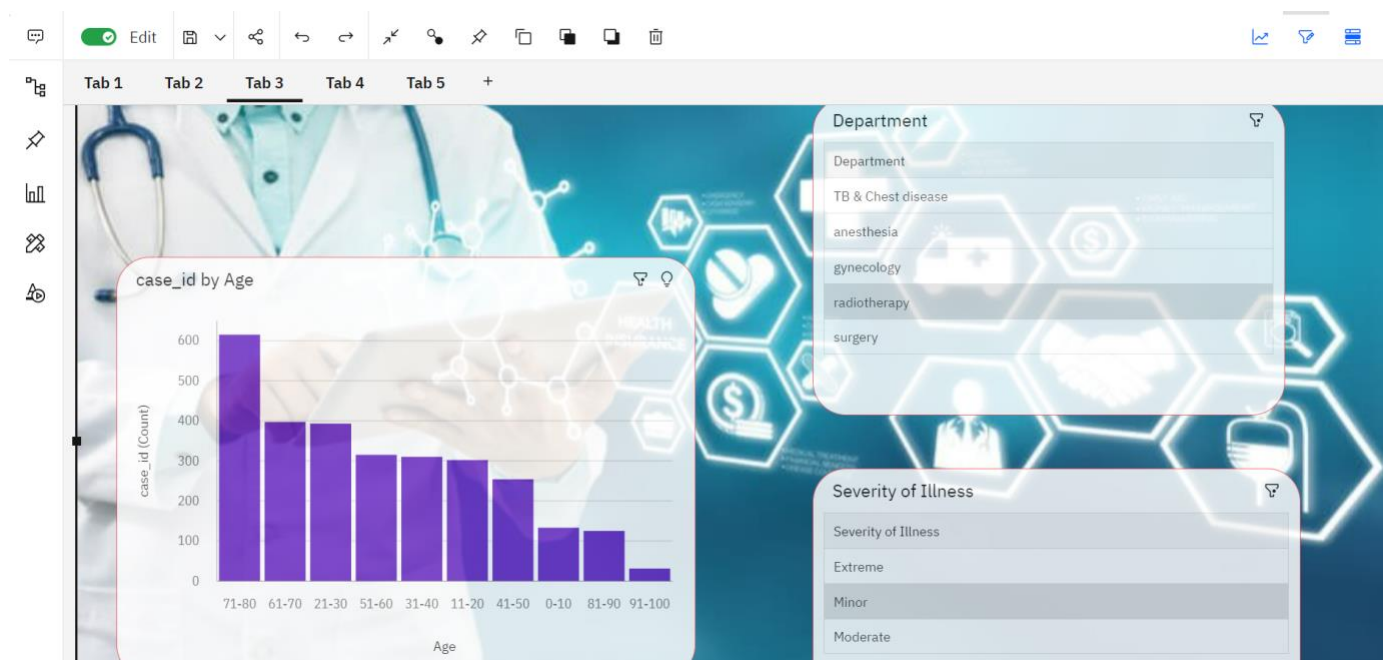 Edit
Tab 1 Tab 2 Tab 3 Tab 4 Tab 5 +
Department
Department
TB & Chest disease
anesthesia
gynecology
radiotherapy
surgery
case_id by Age
HEALTH
INSURANCE
case_id (Count)
600
500
400
300
200
100
0
71-80 61-70 21-30 51-60 31-40 11-20 41-50 0-10 81-90 91-100
Age
Severity of Illness
Severity of Illness
Extreme
Minor
Moderate